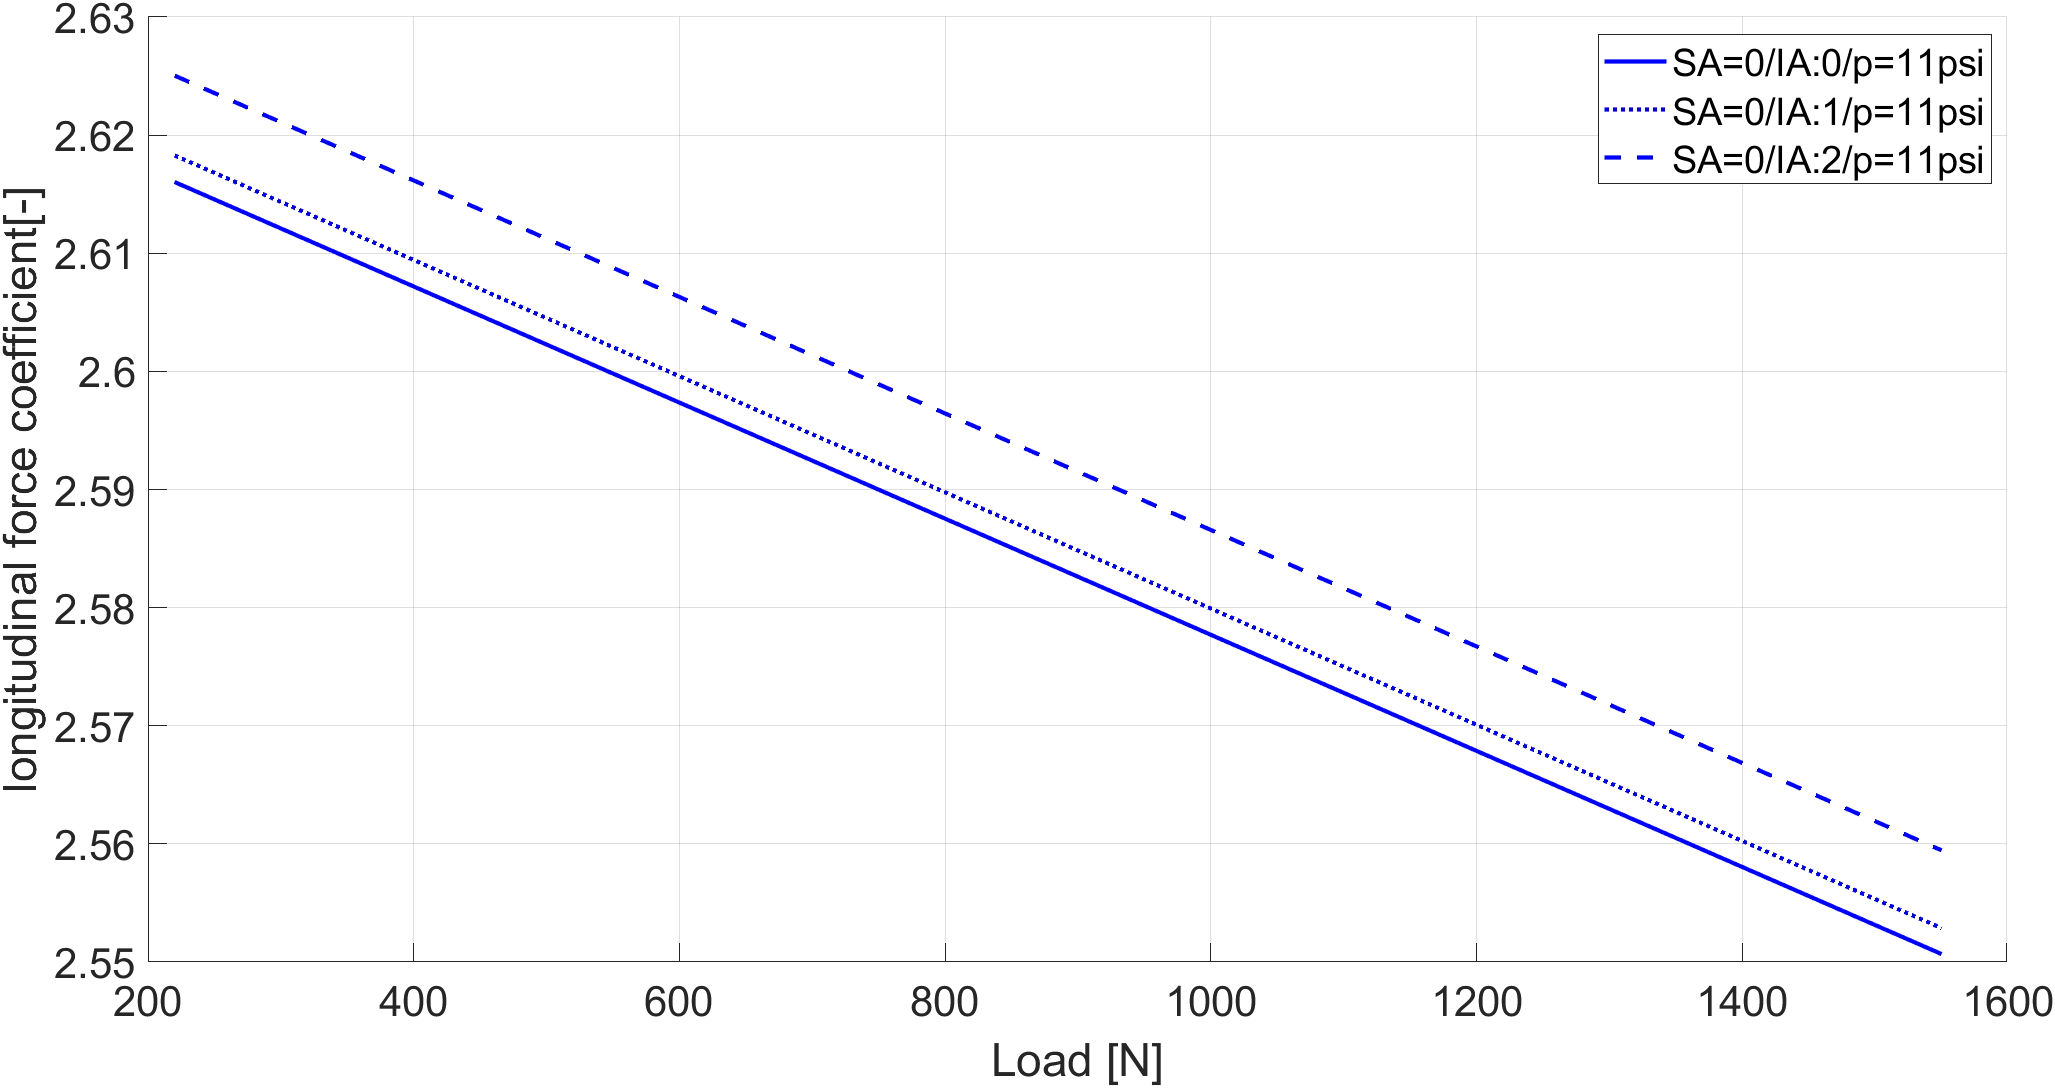 2.63
2.62
2.61
2.6
2.59
2.58
2.57
2.56
2.55
longitudinal force coefficient[-]
SA=0/IA:0/p=11psi
SA=0/IA:1/p=11psi
SA=0/IA:2/p=11psi
200 400 600 800 1000 1200 1400 1600
Load [N]